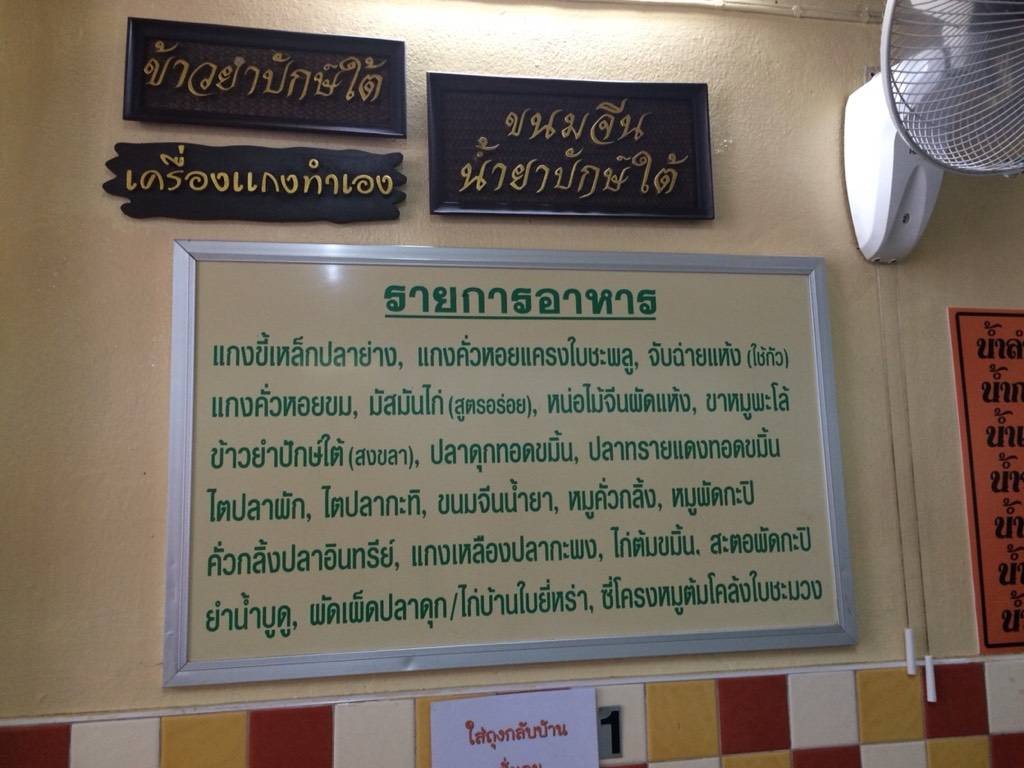 ข้าวยำปักษ์ใต้
เครื่องแกงทำเอง
ขนมจีน
น้ำยาปักษ์ใต้
รายการอาหาร
แกงขี้เหล็กปลาย่าง, แกงคั่วหอยแครงใบชะพลู, จับฉ่ายแห้ง (ใช้ถั่ว)
แกงคั่วหอยขม, มัสมันไก่ (สูตรอร่อย), หน่อไม้จีนผัดแห้ง, ขาหมูพะโล้
ข้าวยำปักษ์ใต้ (สงขลา), ปลาดุกทอดขมิ้น, ปลาทรายแดงทอดขมิ้น
ไตปลาผัก, ไตปลากะทิ, ขนมจีนน้ำยา, หมูคั่วกลิ้ง, หมูผัดกะปิ
คั่วกลิ้งปลาอินทรีย์, แกงเหลืองปลากะพง, ไก่ต้มขมิ้น, สะตอผัดกะปิ
ยำน้ำบูดู, ผัดเผ็ดปลาดุก/ไก่บ้านใบยี่หร่า, ซี่โครงหมูต้มโคล้งใบชะมวง
ใส่ถุงกลับบ้าน
1